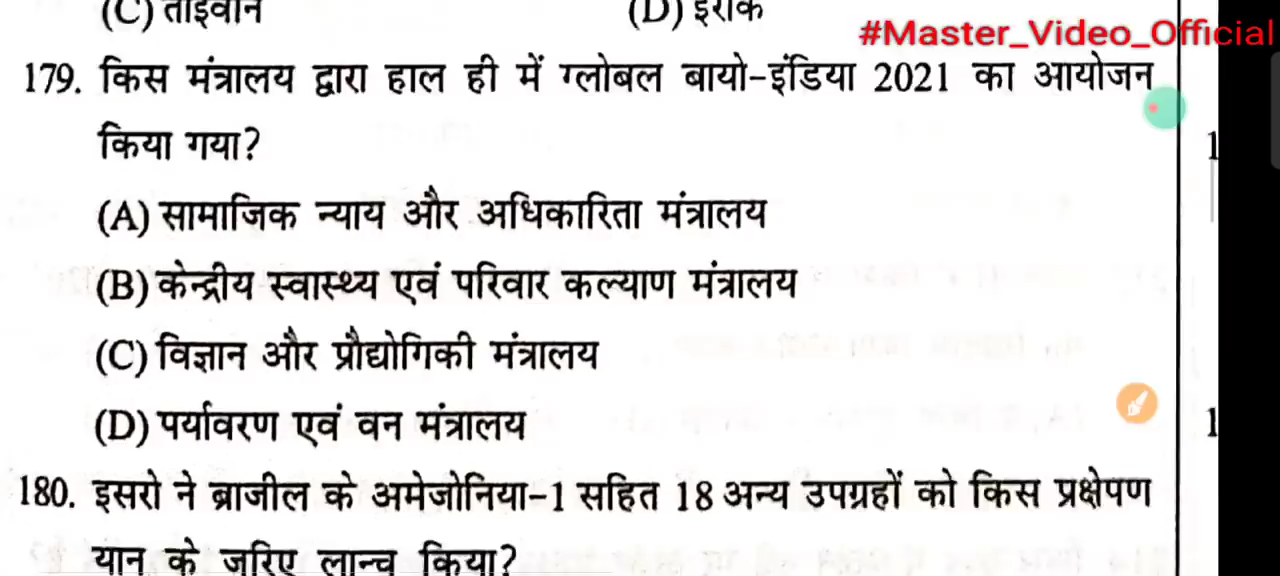 (C) ताइवान (D) इराक
#Master_Video_Official
179. किस मंत्रालय द्वारा हाल ही में ग्लोबल बायो-इंडिया 2021 का आयोजन
किया गया?
(A) सामाजिक न्याय और अधिकारिता मंत्रालय
(B) केन्द्रीय स्वास्थ्य एवं परिवार कल्याण मंत्रालय
(C) विज्ञान और प्रौद्योगिकी मंत्रालय
(D) पर्यावरण एवं वन मंत्रालय
180. इसरो ने ब्राजील के अमेजोनिया-1 सहित 18 अन्य उपग्रहों को किस प्रक्षेपण
यान के जरिए लान्च किया?